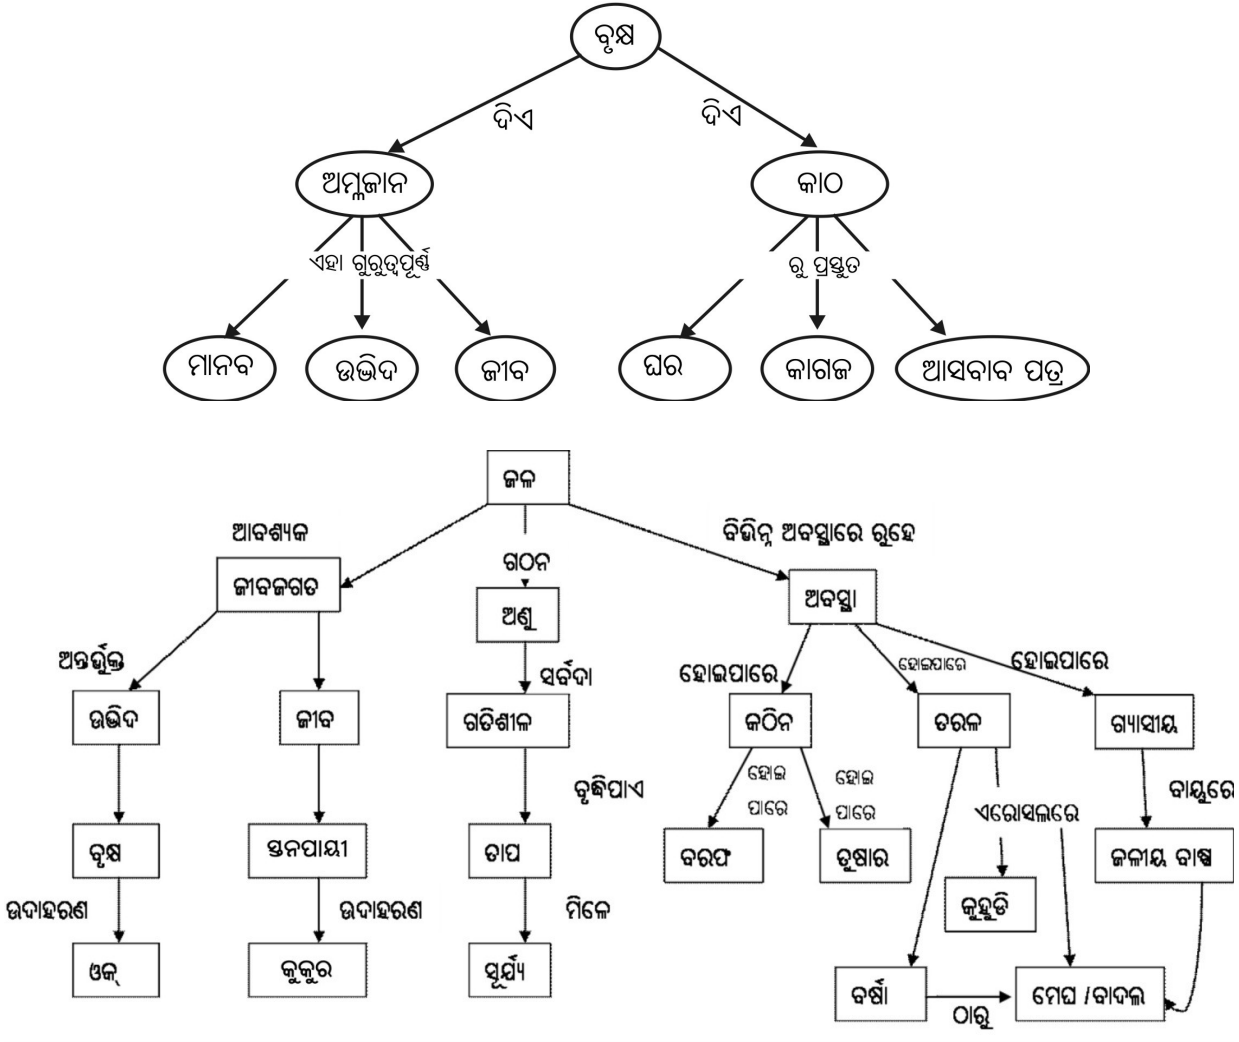 ବୃକ୍ଷ
ଦିଏ ଦିଏ
ଅମ୍ଳଜାନ କାଠ
ଏହା ଗୁରୁତ୍ୱପୂର୍ଣ୍ଣ ରୁ ପ୍ରସ୍ତୁତ
ମାନବ ଉଦ୍ଭିଦ ଜୀବ ଘର କାଗଜ ଆସବାବ ପତ୍ର
ଜଳ
ଆବଶ୍ୟକ ଗଠନ ବିଭିନ୍ନ ଅବସ୍ଥାରେ ରୁହେ
ଜୀବଜଗତ ଅଣୁ ଅବସ୍ଥା
ଅନ୍ତର୍ଭୁକ୍ତ ସର୍ବଦା ହୋଇପାରେ ହୋଇପାରେ ହୋଇପାରେ
ଉଦ୍ଭିଦ ଜୀବ ଗତିଶୀଳ କଠିନ ତରଳ ଗ୍ୟାସୀୟ
ବୃଦ୍ଧିପାଏ ହୋଇ ହୋଇ ବାୟୁରେ
ପାରେ ପାରେ ଏରୋସଲରେ
ବୃକ୍ଷ ସ୍ତନପାୟୀ ତାପ ବରଫ ତୁଷାର ଜଳୀୟ ବାଷ୍ପ
ଉଦାହରଣ ଉଦାହରଣ ମିଳେ କୁହୁଡି
ଓକ୍ କୁକୁର ସୂର୍ଯ୍ୟ ବର୍ଷା ମେଘ /ବାଦଲ
ଠାରୁ